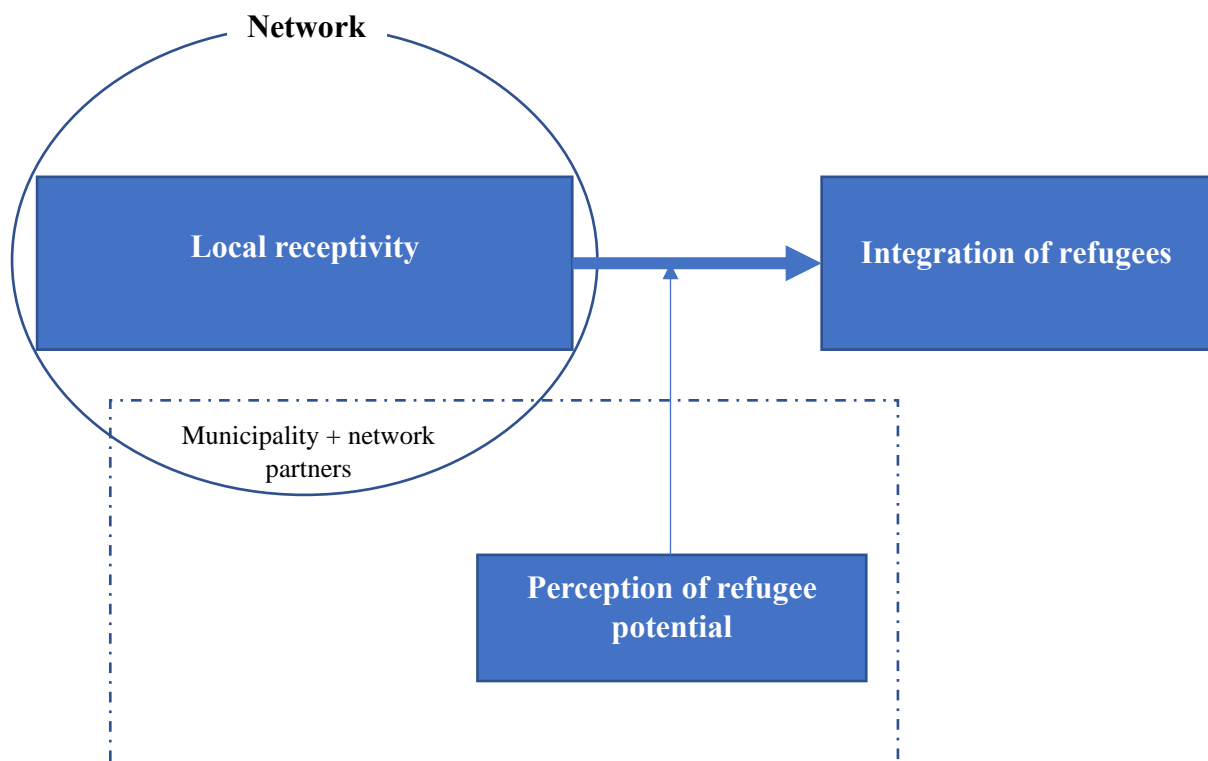 Network
Local receptivity
Integration of refugees
Municipality + network
partners
Perception of refugee
potential